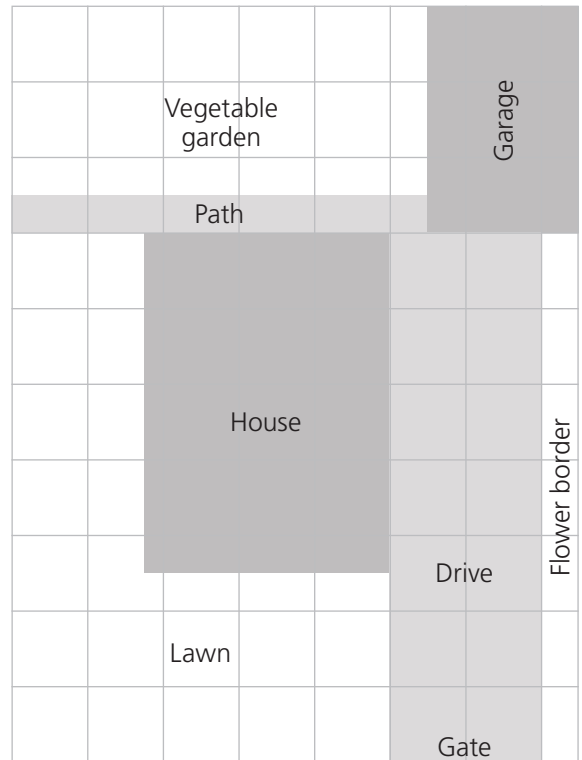 Vegetable
garden
Garage
Path
House
Flower border
Drive
Lawn
Gate